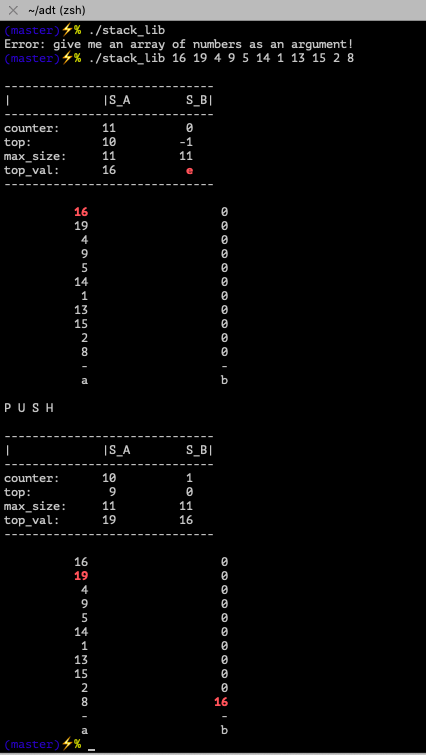 ~/adt (zsh)
(master)⚡% ./stack_lib
Error: give me an array of numbers as an argument!
(master)⚡% ./stack_lib 16 19 4 9 5 14 1 13 15 2 8
------------------------------
|             |S_A        S_B|
------------------------------
counter:      11          0
top:          10         -1
max_size:     11         11
top_val:      16          e
------------------------------
          16                   0
          19                   0
           4                   0
           9                   0
           5                   0
          14                   0
           1                   0
          13                   0
          15                   0
           2                   0
           8                   0
           -                   -
           a                   b
P U S H
------------------------------
|             |S_A        S_B|
------------------------------
counter:      10          1
top:           9          0
max_size:     11         11
top_val:      19         16
------------------------------
          16                   0
          19                   0
           4                   0
           9                   0
           5                   0
          14                   0
           1                   0
          13                   0
          15                   0
           2                   0
           8                  16
           -                   -
           a                   b
(master)⚡% _